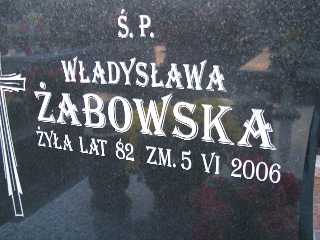 Ś. P.
WŁADYSŁAWA
ŻABOWSKA
ŻYŁA LAT 82 ZM. 5 VI 2006